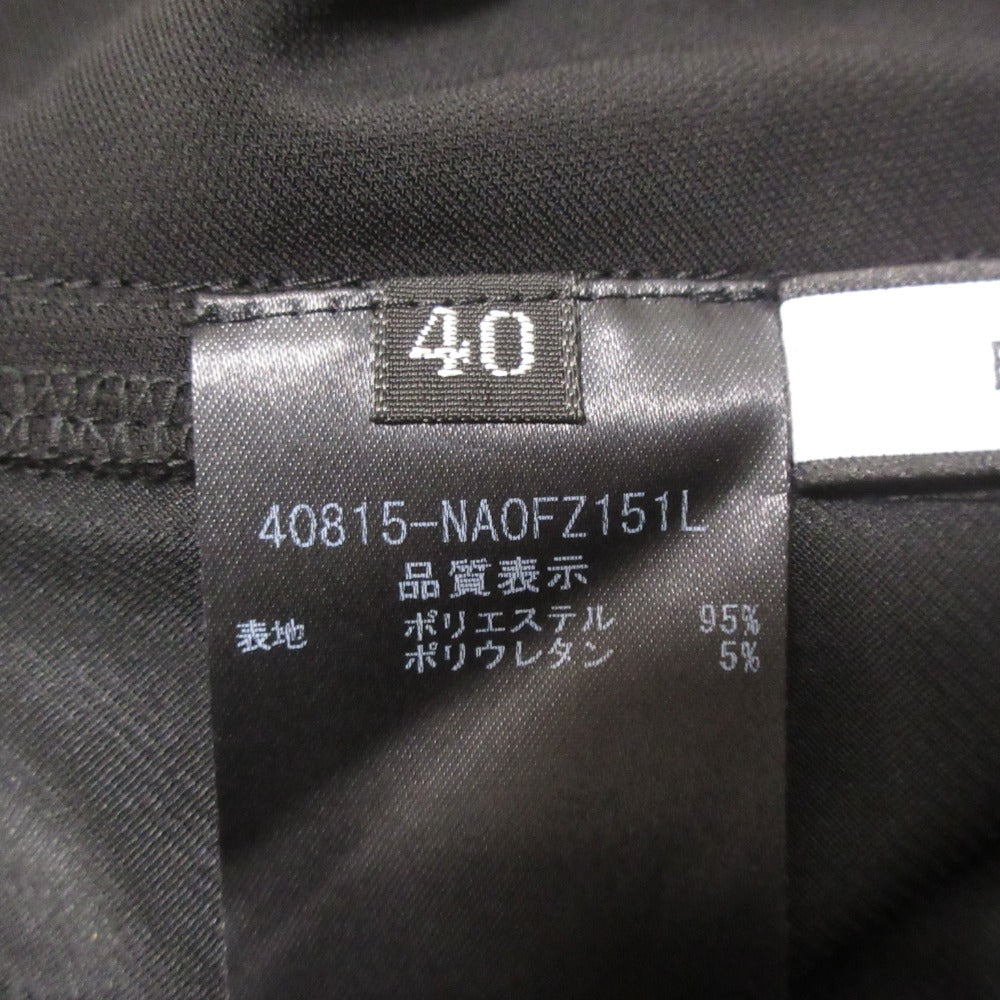 40
40815-NAOFZ151L
品質表示
表地 ポリエステル 95%
ポリウレタン 5%